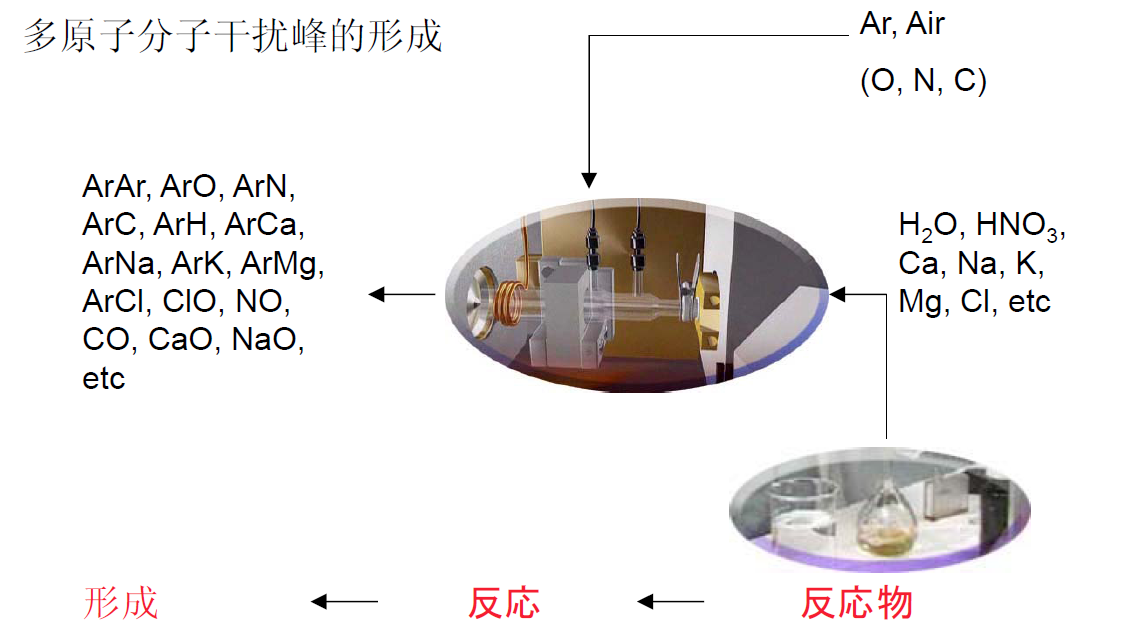 多原子分子干扰峰的形成
Ar, Air
(O, N, C)
ArAr, ArO, ArN,
ArC, ArH, ArCa,
ArNa, ArK, ArMg,
ArCl, ClO, NO,
CO, CaO, NaO,
etc
H₂O, HNO₃,
Ca, Na, K,
Mg, Cl, etc
形成
反応
反応物